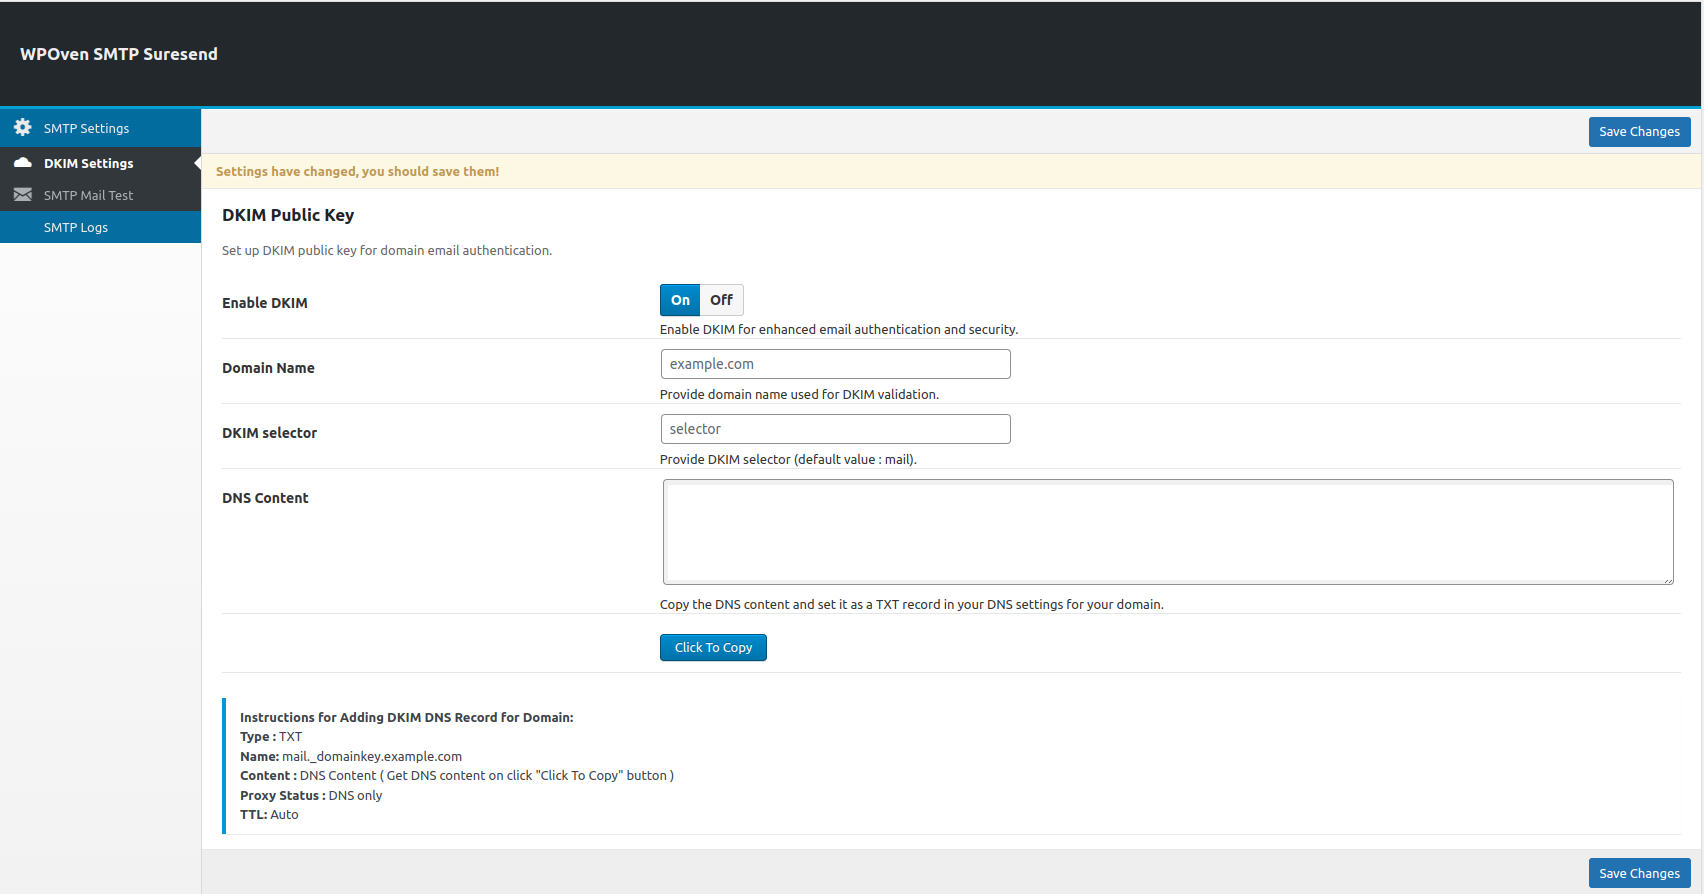 WPOven SMTP Suresend
SMTP Settings
DKIM Settings
SMTP Mail Test
SMTP Logs
Save Changes
Settings have changed, you should save them!
DKIM Public Key
Set up DKIM public key for domain email authentication.
Enable DKIM
On Off
Enable DKIM for enhanced email authentication and security.
Domain Name
example.com
Provide domain name used for DKIM validation.
DKIM selector
selector
Provide DKIM selector (default value : mail).
DNS Content
Copy the DNS content and set it as a TXT record in your DNS settings for your domain.
Click To Copy
Instructions for Adding DKIM DNS Record for Domain:
Type : TXT
Name: mail._domainkey.example.com
Content : DNS Content ( Get DNS content on click "Click To Copy" button )
Proxy Status : DNS only
TTL: Auto
Save Changes